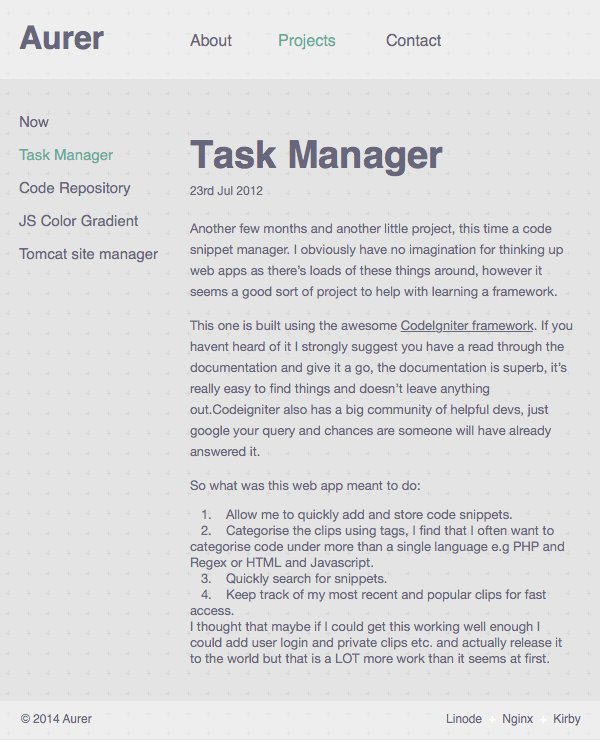 Aurer
About Projects Contact
Now
Task Manager
Code Repository
JS Color Gradient
Tomcat site manager
Task Manager
23rd Jul 2012
Another few months and another little project, this time a code
snippet manager. I obviously have no imagination for thinking up
web apps as there's loads of these things around, however it
seems a good sort of project to help with learning a framework.
This one is built using the awesome CodeIgniter framework. If you
havent heard of it I strongly suggest you have a read through the
documentation and give it a go, the documentation is superb, it's
really easy to find things and doesn't leave anything
out.Codeigniter also has a big community of helpful devs, just
google your query and chances are someone will have already
answered it.
So what was this web app meant to do:
1. Allow me to quickly add and store code snippets.
2. Categorise the clips using tags, I find that I often want to
categorise code under more than a single language e.g PHP and
Regex or HTML and Javascript.
3. Quickly search for snippets.
4. Keep track of my most recent and popular clips for fast
access.
I thought that maybe if I could get this working well enough I
could add user login and private clips etc. and actually release it
to the world but that is a LOT more work than it seems at first.
© 2014 Aurer
Linode + Nginx + Kirby